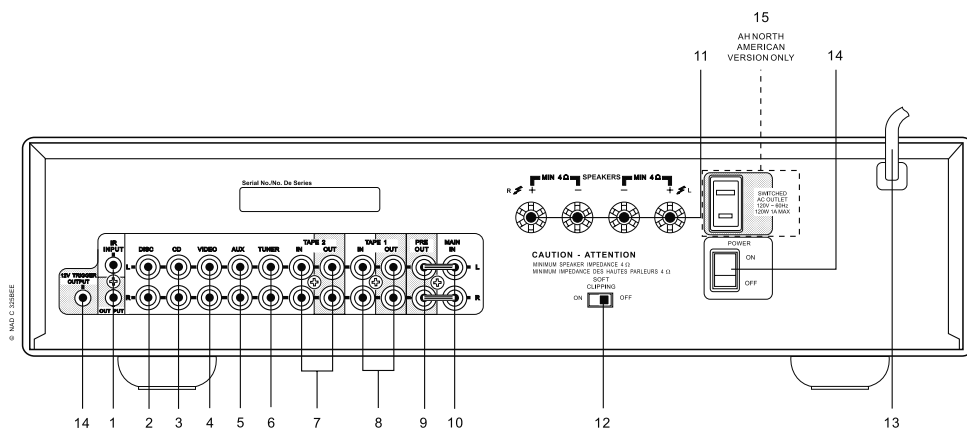 15
AH NORTH
AMERICAN
VERSION ONLY
11
14
Serial No./No. De Series
R + MIN 4Ω - SPEAKERS - MIN 4Ω + L
SWITCHED
AC OUTLET
120V ~ 60Hz
120W 1A MAX
POWER
ON
OFF
CAUTION - ATTENTION
MINIMUM SPEAKER IMPEDANCE 4 Ω
MINIMUM IMPEDANCE DES HAUTES PARLEURS 4 Ω
SOFT
CLIPPING
ON OFF
IR
INPUT
OUT PUT
12V TRIGGER
OUTPUT
DISC CD VIDEO AUX TUNER
TAPE 2
IN OUT
TAPE 1
IN OUT
PRE
OUT
MAIN
IN
L L
R R
© NAD C 325BEE
14 1 2 3 4 5 6 7 8 9 10 12 13